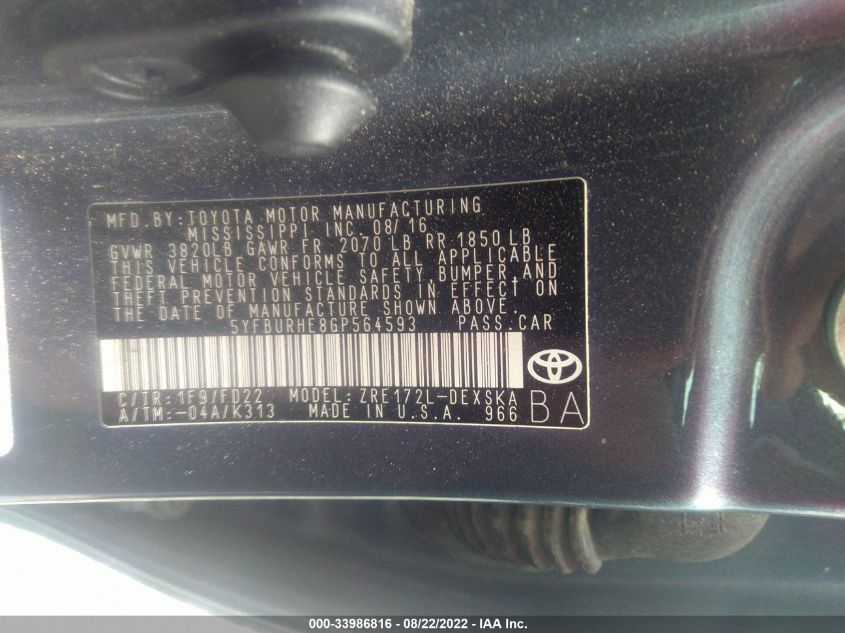 MFD. BY: TOYOTA MOTOR MANUFACTURING
MISSISSIPPI INC. 08/16
GVWR 3820LB GAWR FR 2070 LB RR 1850 LB
THIS VEHICLE CONFORMS TO ALL APPLICABLE
FEDERAL MOTOR VEHICLE SAFETY, BUMPER, AND
THEFT PREVENTION STANDARDS IN EFFECT ON
THE DATE OF MANUFACTURE SHOWN ABOVE.
5YFBURHE8GP564593 PASS. CAR
C/TR: 1F9/FD22 MODEL: ZRE172L-DEXSKA
A/TM: -04A/K313 MADE IN U.S.A. 966
BA
000-33986816 - 08/22/2022 - IAA Inc.